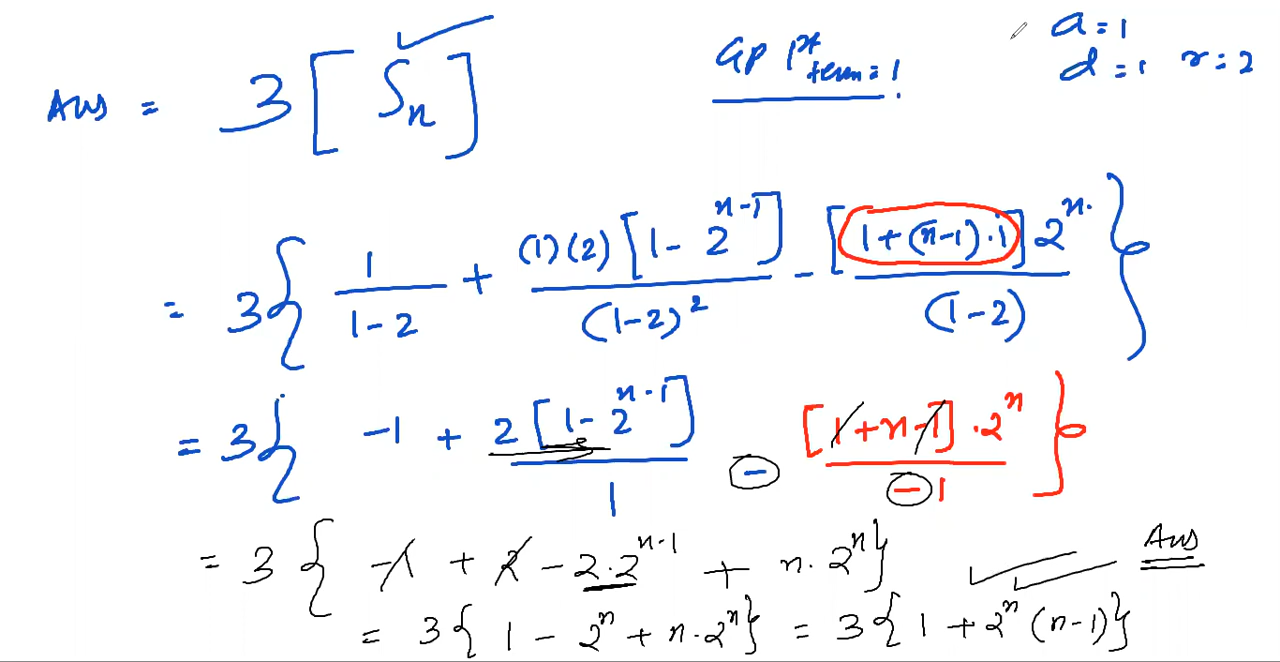 GP 1st term = 1
a = 1
d = 1 r = 2
Ans = 3 [ Sn ]
= 3 { 1/(1-2) + (1)(2) [1 - 2^(n-1)] / (1-2)^2 - [1 + (n-1)·1] 2^n / (1-2) }
= 3 { -1 + 2 [1 - 2^(n-1)] / 1 - [1 + n - 1] · 2^n / -1 }
= 3 { -1 + 2 - 2·2^(n-1) + n·2^n }
Ans
= 3 { 1 - 2^n + n·2^n } = 3 { 1 + 2^n (n-1) }